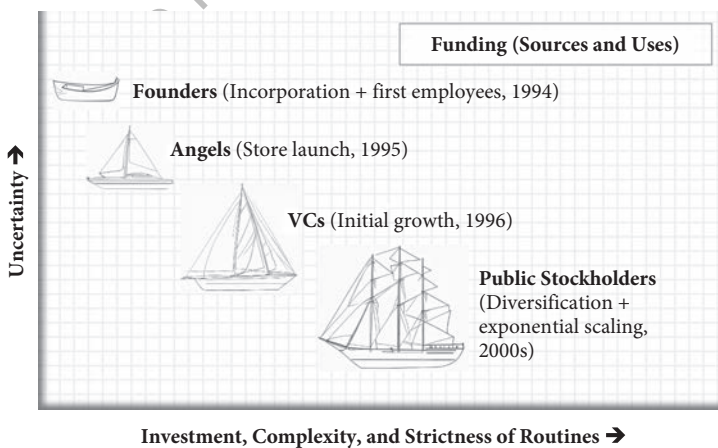 Funding (Sources and Uses)
Founders (Incorporation + first employees, 1994)
Angels (Store launch, 1995)
VCs (Initial growth, 1996)
Public Stockholders
(Diversification +
exponential scaling,
2000s)
Uncertainty →
Investment, Complexity, and Strictness of Routines →